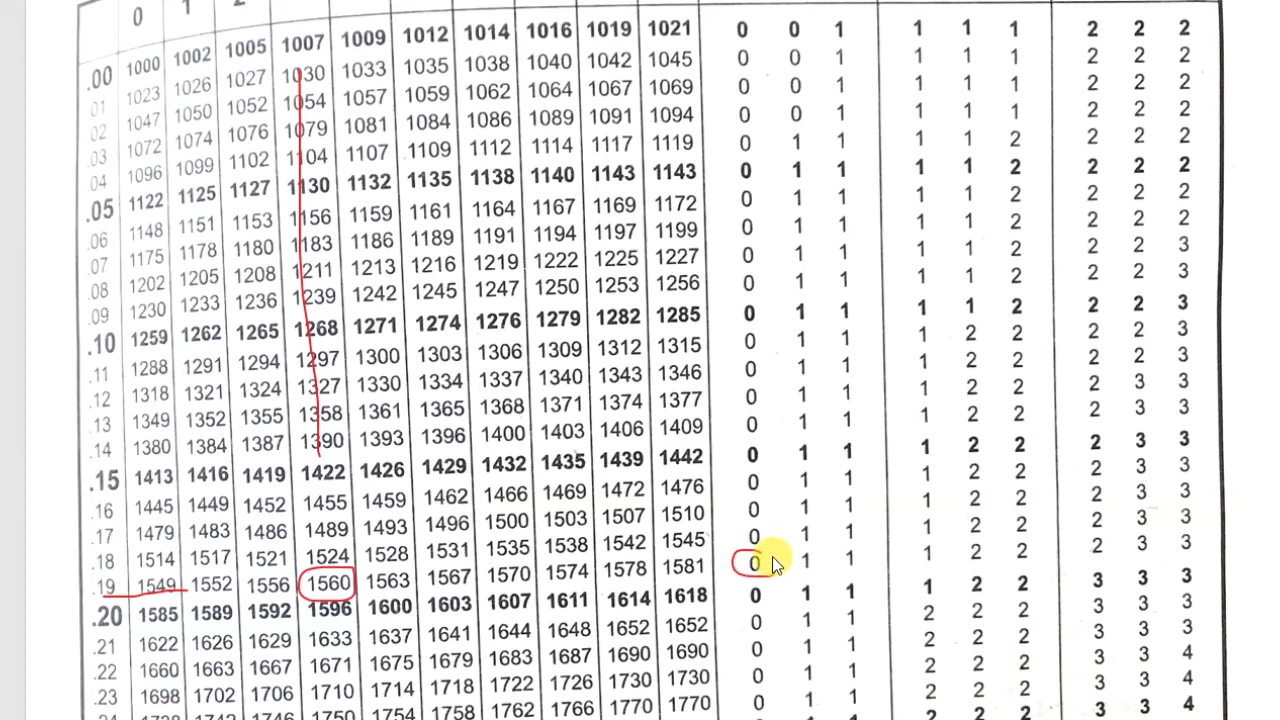 0 1
.00 1000 1002 1005 1007 1009 1012 1014 1016 1019 1021 0 0 1 1 1 1 2 2 2
01 1023 1026 1027 1030 1033 1035 1038 1040 1042 1045 0 0 1 1 1 1 2 2 2
02 1047 1050 1052 1054 1057 1059 1062 1064 1067 1069 0 0 1 1 1 1 2 2 2
.03 1072 1074 1076 1079 1081 1084 1086 1089 1091 1094 0 0 1 1 1 1 2 2 2
.04 1096 1099 1102 1104 1107 1109 1112 1114 1117 1119 0 1 1 1 1 2 2 2 2
.05 1122 1125 1127 1130 1132 1135 1138 1140 1143 1143 0 1 1 1 1 2 2 2 2
.06 1148 1151 1153 1156 1159 1161 1164 1167 1169 1172 0 1 1 1 1 2 2 2 2
.07 1175 1178 1180 1183 1186 1189 1191 1194 1197 1199 0 1 1 1 1 2 2 2 2
.08 1202 1205 1208 1211 1213 1216 1219 1222 1225 1227 0 1 1 1 1 2 2 2 3
.09 1230 1233 1236 1239 1242 1245 1247 1250 1253 1256 0 1 1 1 1 2 2 2 3
.10 1259 1262 1265 1268 1271 1274 1276 1279 1282 1285 0 1 1 1 1 2 2 2 3
.11 1288 1291 1294 1297 1300 1303 1306 1309 1312 1315 0 1 1 1 2 2 2 2 3
.12 1318 1321 1324 1327 1330 1334 1337 1340 1343 1346 0 1 1 1 2 2 2 2 3
.13 1349 1352 1355 1358 1361 1365 1368 1371 1374 1377 0 1 1 1 2 2 2 3 3
.14 1380 1384 1387 1390 1393 1396 1400 1403 1406 1409 0 1 1 1 2 2 2 3 3
.15 1413 1416 1419 1422 1426 1429 1432 1435 1439 1442 0 1 1 1 2 2 2 3 3
.16 1445 1449 1452 1455 1459 1462 1466 1469 1472 1476 0 1 1 1 2 2 2 3 3
.17 1479 1483 1486 1489 1493 1496 1500 1503 1507 1510 0 1 1 1 2 2 2 3 3
.18 1514 1517 1521 1524 1528 1531 1535 1538 1542 1545 0 1 1 1 2 2 2 3 3
.19 1549 1552 1556 1560 1563 1567 1570 1574 1578 1581 0 1 1 1 2 2 2 3 3
.20 1585 1589 1592 1596 1600 1603 1607 1611 1614 1618 0 1 1 1 2 2 3 3 3
.21 1622 1626 1629 1633 1637 1641 1644 1648 1652 1652 0 1 1 2 2 2 3 3 3
.22 1660 1663 1667 1671 1675 1679 1683 1687 1690 1690 0 1 1 2 2 2 3 3 3
.23 1698 1702 1706 1710 1714 1718 1722 1726 1730 1730 0 1 1 2 2 2 3 3 4
1750 1754 1758 1762 1766 1770 1770 0 1 1 2 2 2 3 3 4
3 3 4